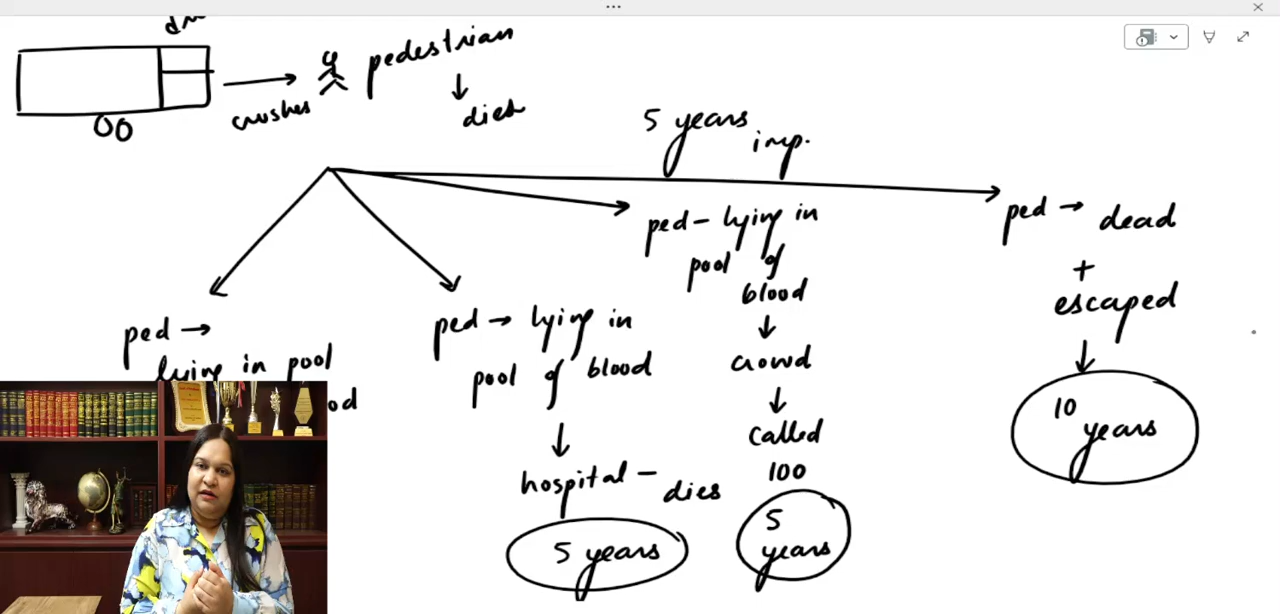 crushes
pedestrian
dies
5 years
imp.
ped →
lying in pool
od
ped → lying in
pool of blood
hospital –
dies
5 years
ped – lying in
pool of
blood
crowd
called
100
5
years
ped → dead
+
escaped
10
years